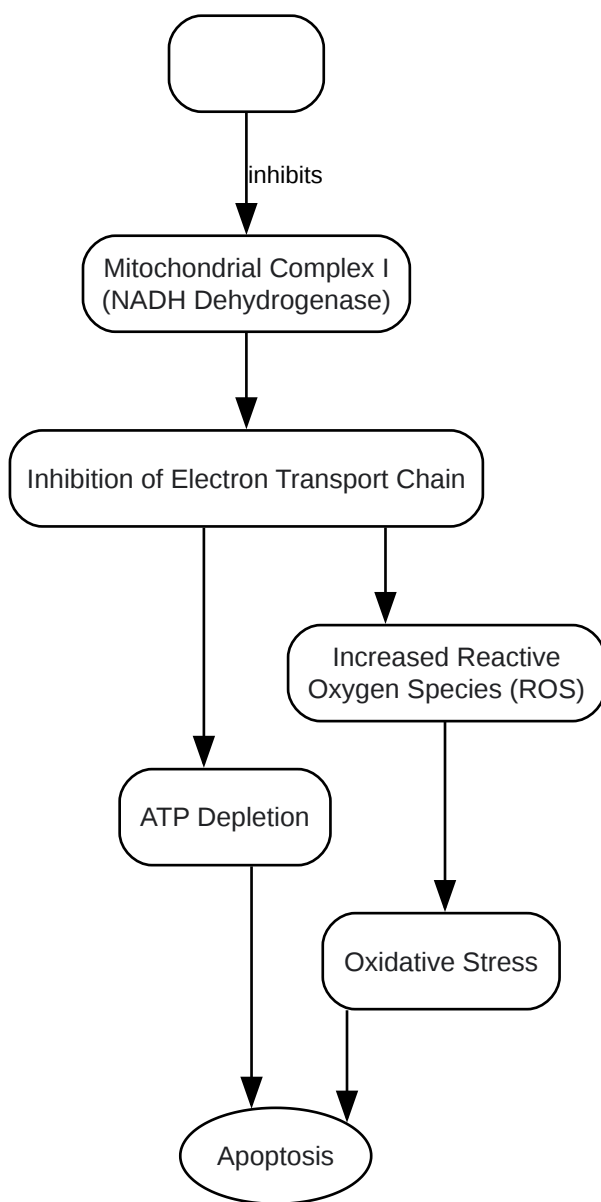 inhibits
Mitochondrial Complex I
(NADH Dehydrogenase)
Inhibition of Electron Transport Chain
Increased Reactive
Oxygen Species (ROS)
ATP Depletion
Oxidative Stress
Apoptosis